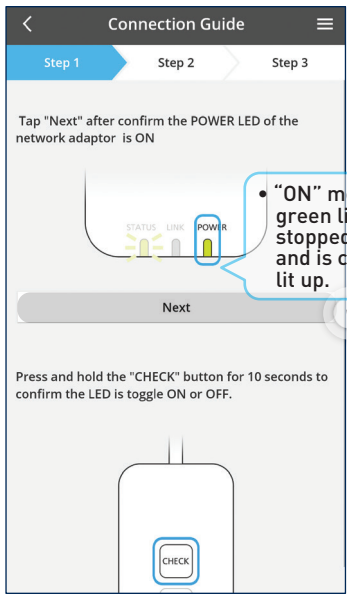 Connection Guide
Step 1 Step 2 Step 3
Tap "Next" after confirm the POWER LED of the
network adaptor is ON
STATUS LINK POWER
• “ON”
green
stopped
and is
lit up.
Next
Press and hold the "CHECK" button for 10 seconds to
confirm the LED is toggle ON or OFF.
CHECK